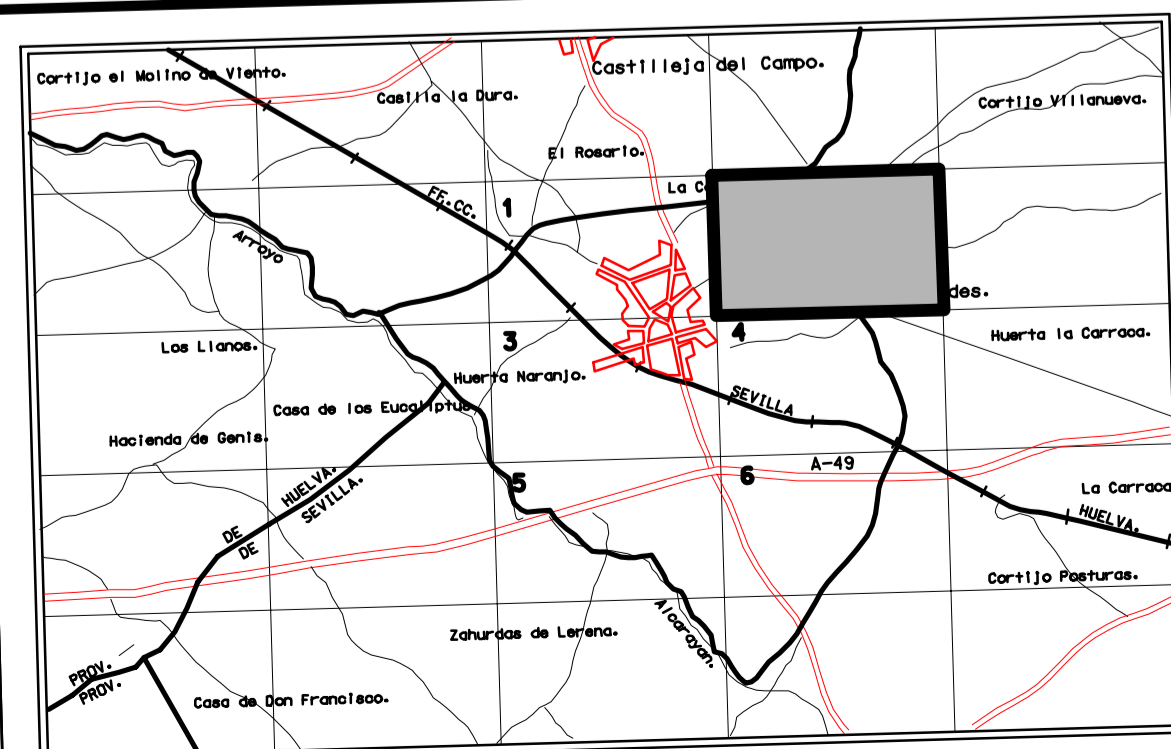 Castilleja del Campo.
Cortijo el Molino de Viento.
Casilla la Dura.
Cortijo Villanueva.
El Rosario.
La
FF.CC.
1
Arroyo
des.
4
Huerta la Carraca.
3
Los Llanos.
Huerta Naranjo.
SEVILLA
Casa de los Eucaliptus
Hacienda de Genis.
A-49
6
5
HUELVA.
SEVILLA.
La Carraca
HUELVA.
DE
DE
Cortijo Posturas.
Alcarayan.
Zahurdas de Lerena.
PROV.
PROV.
Casa de Don Francisco.